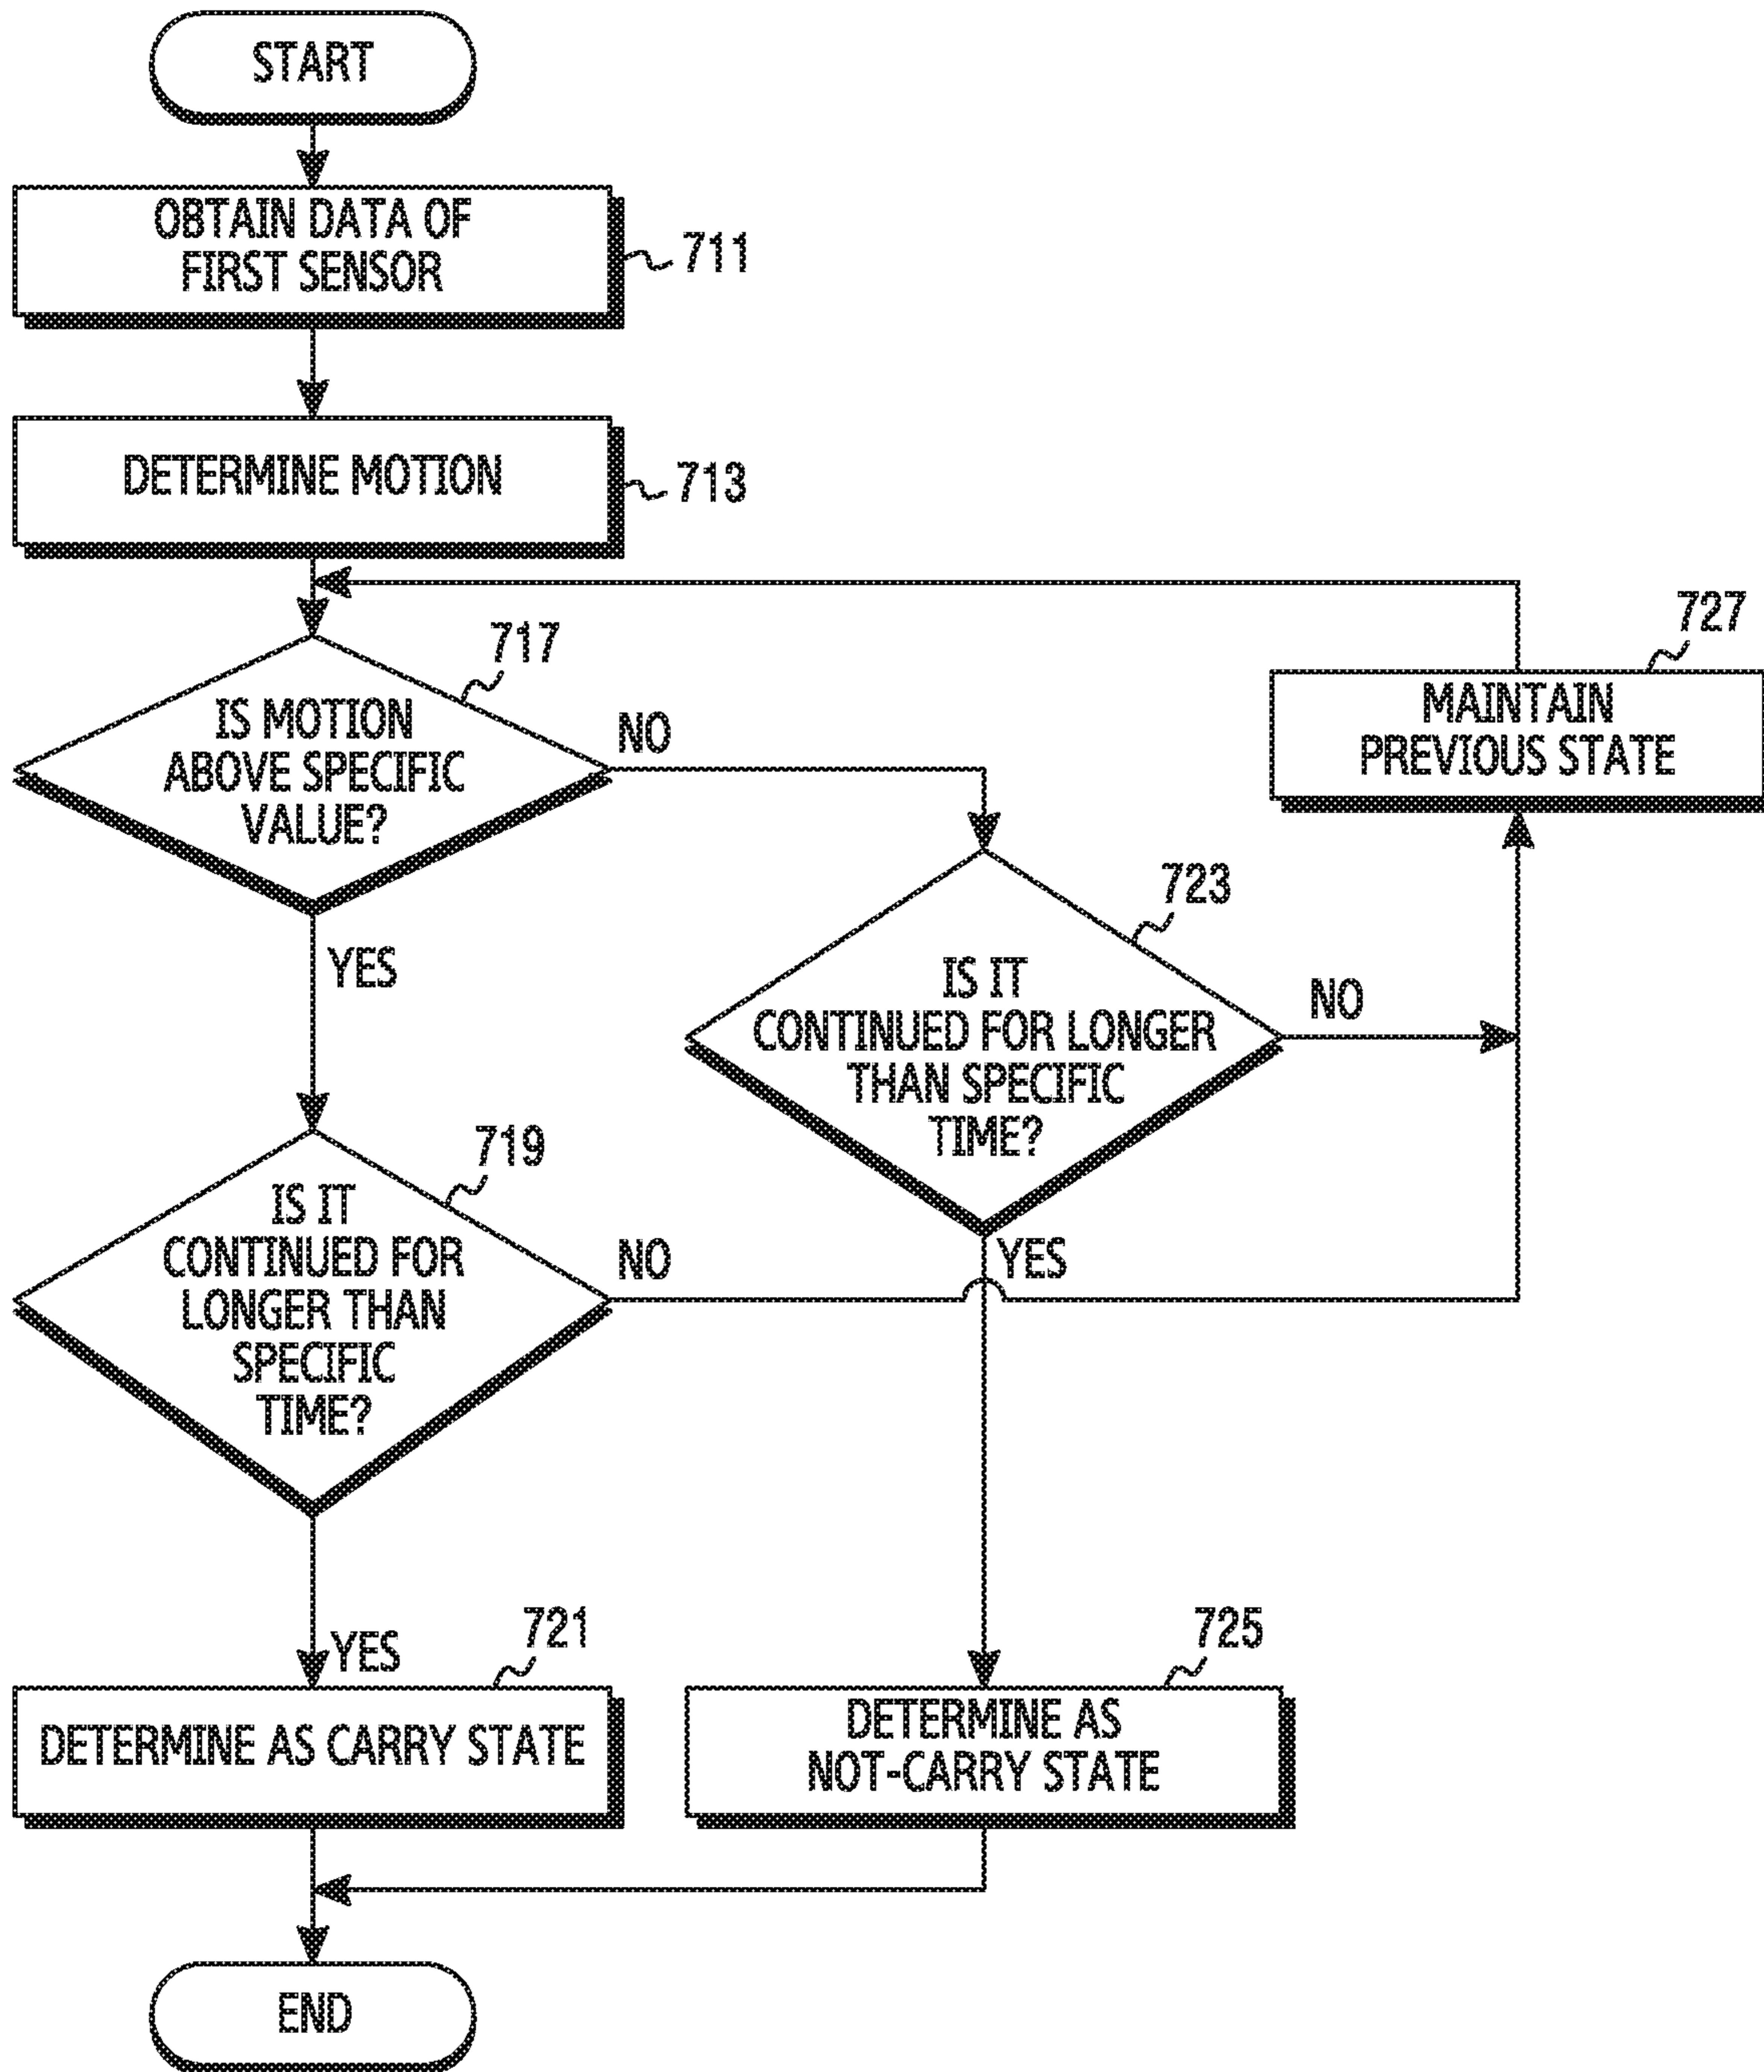 START
OBTAIN DATA OF
FIRST SENSOR
711
DETERMINE MOTION
713
727
MAINTAIN
PREVIOUS STATE
717
IS MOTION
ABOVE SPECIFIC
VALUE?
NO
YES
723
IS IT
CONTINUED FOR LONGER
THAN SPECIFIC
TIME?
NO
YES
719
IS IT
CONTINUED FOR
LONGER THAN
SPECIFIC
TIME?
NO
YES
721
DETERMINE AS CARRY STATE
725
DETERMINE AS
NOT-CARRY STATE
END